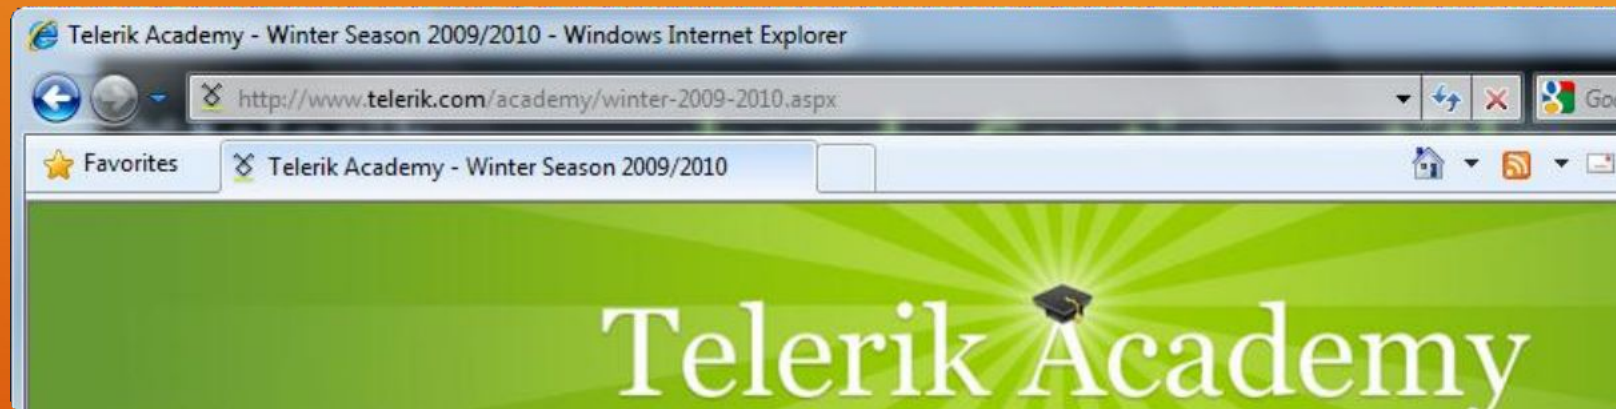 Telerik Academy - Winter Season 2009/2010 - Windows Internet Explorer
http://www.telerik.com/academy/winter-2009-2010.aspx
Favorites
Telerik Academy - Winter Season 2009/2010
Telerik Academy